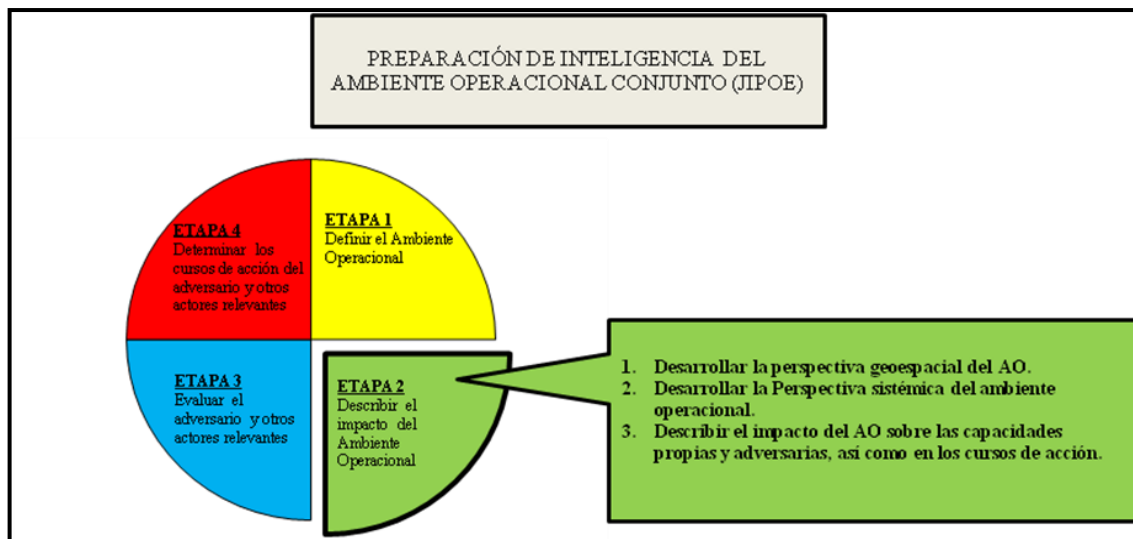 PREPARACIÓN DE INTELIGENCIA DEL
AMBIENTE OPERACIONAL CONJUNTO (JIPOE)
ETAPA 4
Determinar los
cursos de acción del
adversario y otros
actores relevantes
ETAPA 1
Definir el Ambiente
Operacional
ETAPA 3
Evaluar el
adversario y otros
actores relevantes
ETAPA 2
Describir el
impacto del
Ambiente
Operacional
1. Desarrollar la perspectiva geoespacial del AO.
2. Desarrollar la Perspectiva sistémica del ambiente
operacional.
3. Describir el impacto del AO sobre las capacidades
propias y adversarias, así como en los cursos de acción.